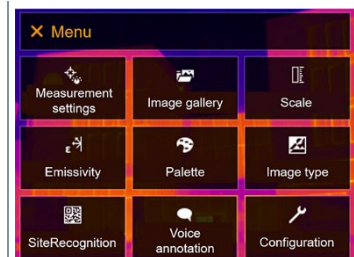 × Menu
Measurement
settings
Image gallery
Scale
ε
Emissivity
Palette
Image type
SiteRecognition
Voice
annotation
Configuration